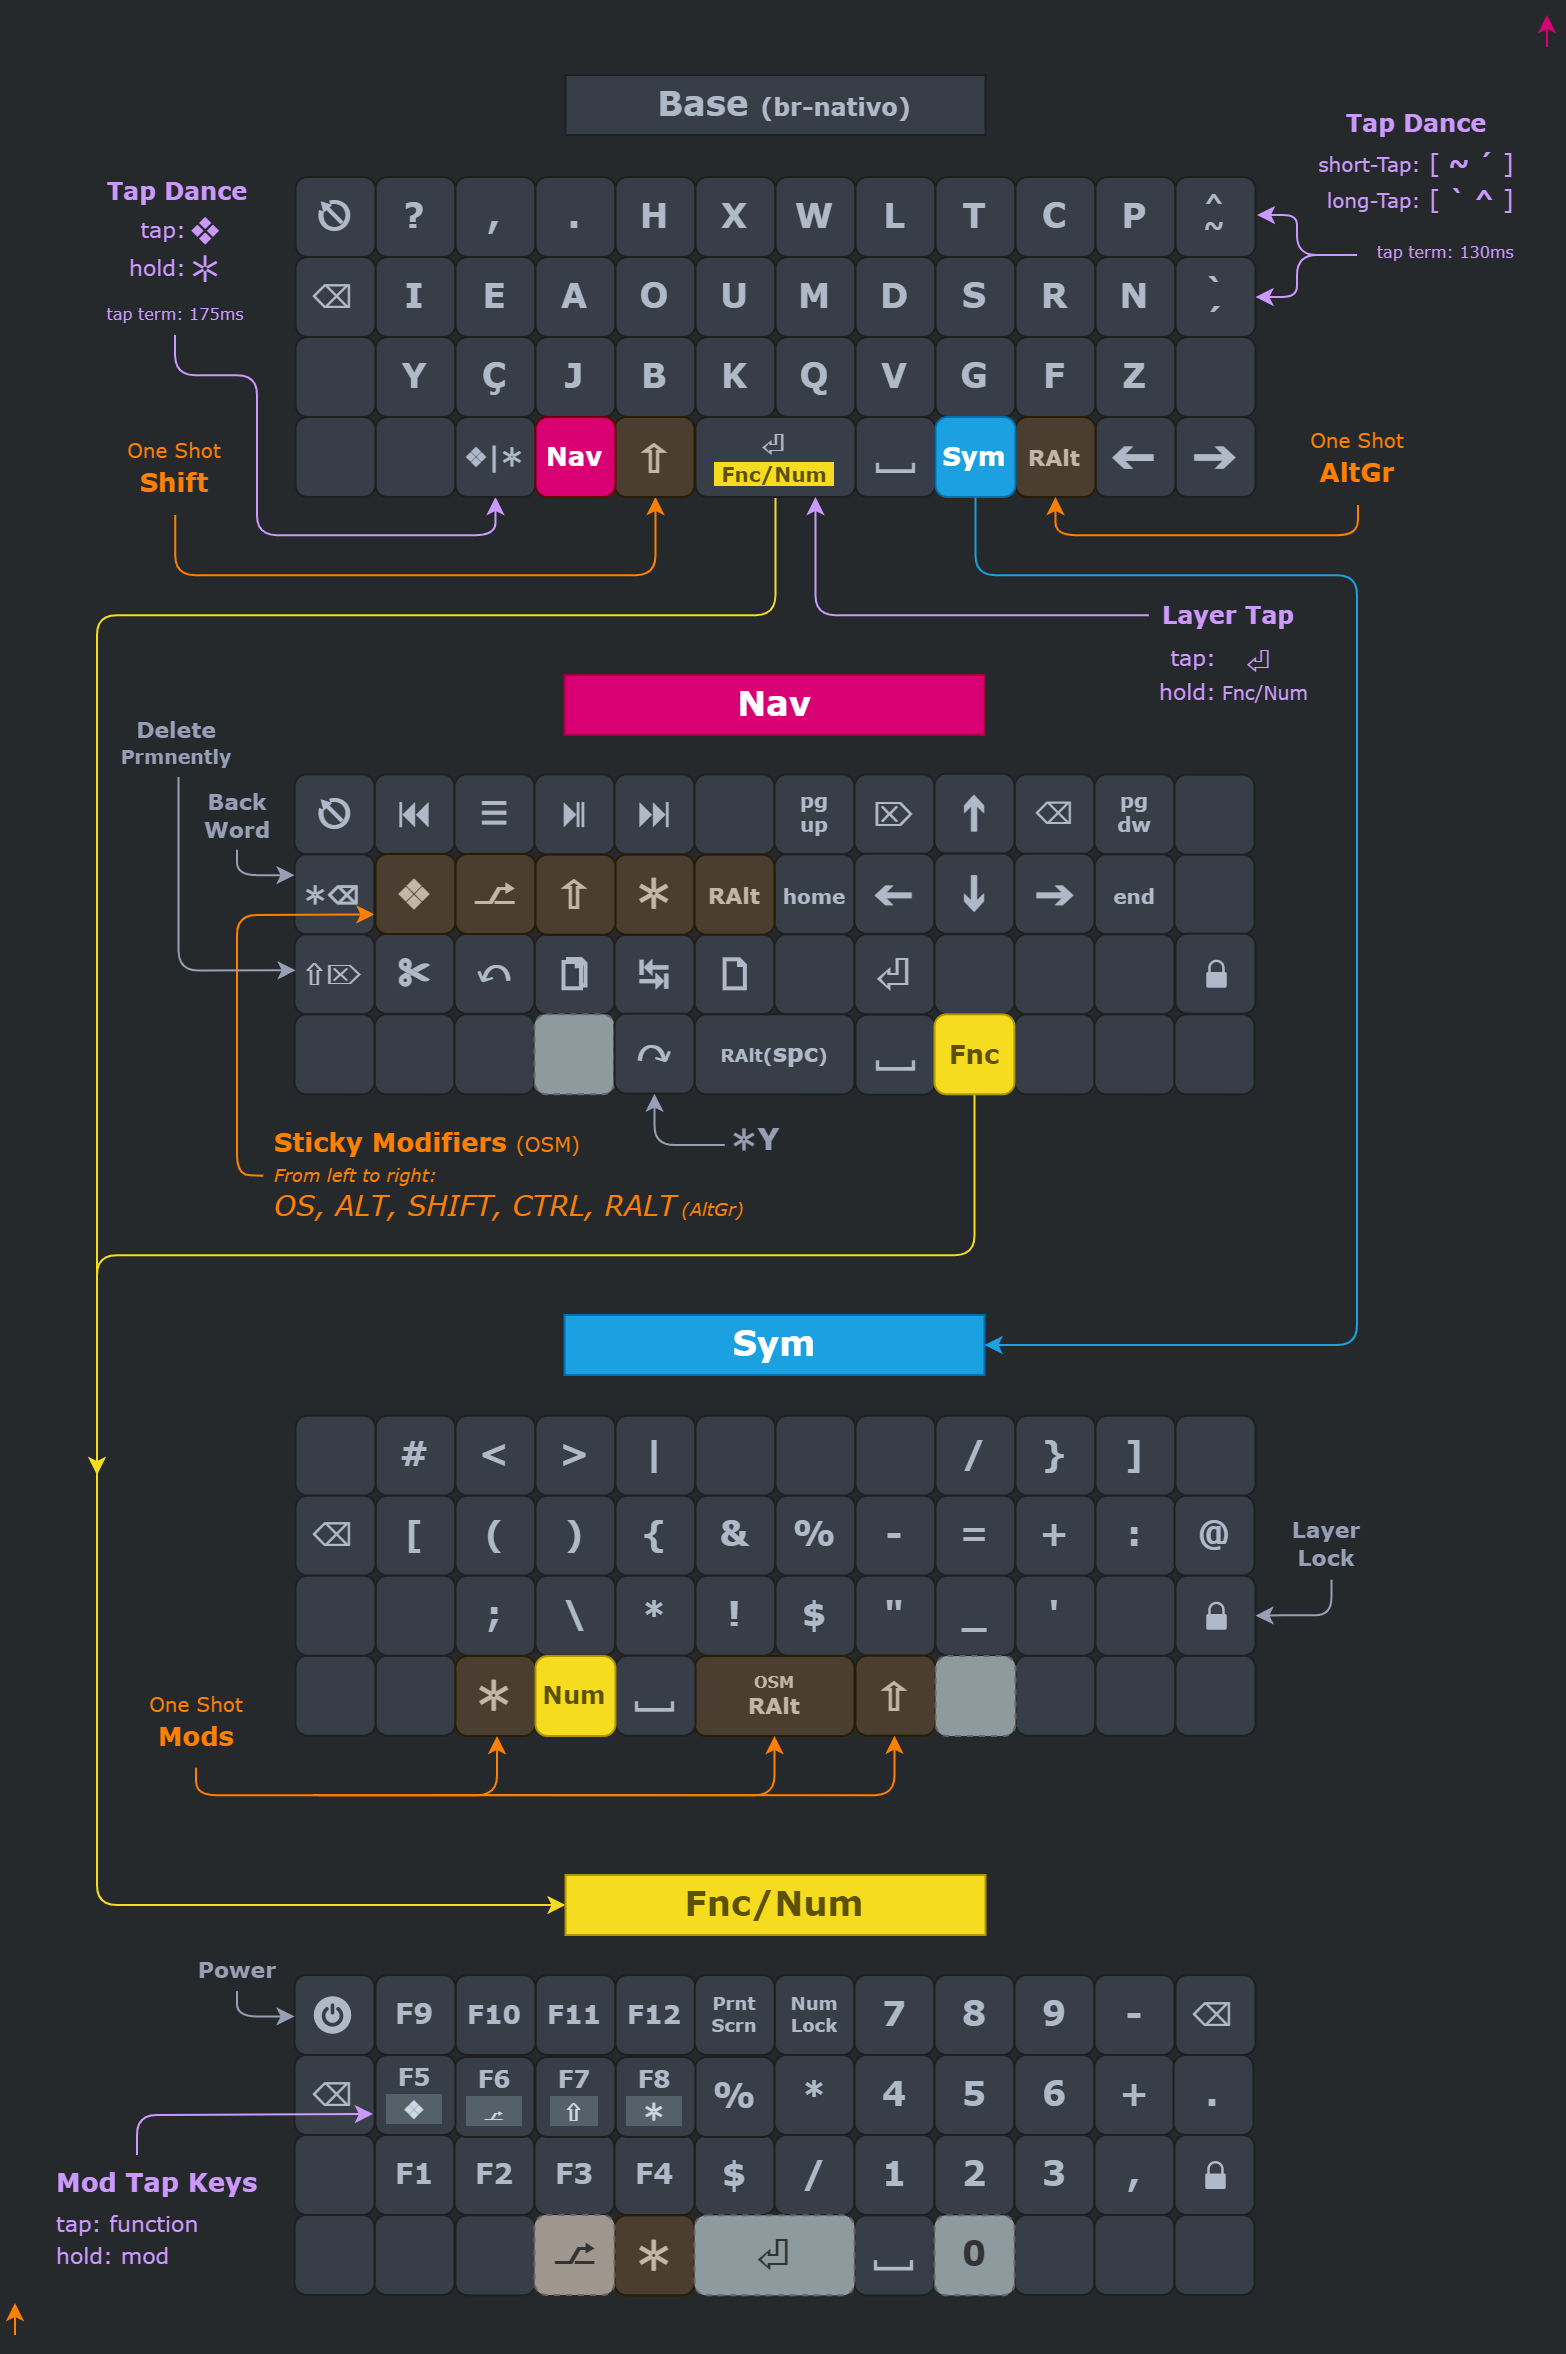 Base (br-nativo)
Tap Dance
short-Tap: [ ~ ´ ]
long-Tap: [ ` ^ ]
tap term: 130ms
Tap Dance
tap: ❖
hold: *
tap term: 175ms
? , . H X W L T C P ^ ~
⌫ I E A O U M D S R N ` ´
Y Ç J B K Q V G F Z
❖|* Nav ⇧ ⏎ Fnc/Num Sym RAlt ← →
One Shot
Shift
One Shot
AltGr
Layer Tap
tap: ⏎
hold: Fnc/Num
Nav
Delete
Prmnently
Back
Word
pg up ⌦ ↑ ⌫ pg dw
*⌫ ❖ ⇧ * RAlt home ← ↓ → end
⇧⌦ ⏎
RAlt(spc) Fnc
*Y
Sticky Modifiers (OSM)
From left to right:
OS, ALT, SHIFT, CTRL, RALT (AltGr)
Sym
# < > | / } ]
⌫ [ ( ) { & % - = + : @
; \ * ! $ " _ '
* Num OSM RAlt ⇧
Layer
Lock
One Shot
Mods
Fnc/Num
Power
F9 F10 F11 F12 Prnt Scrn Num Lock 7 8 9 - ⌫
⌫ F5 ❖ F6 F7 ⇧ F8 * % * 4 5 6 + .
F1 F2 F3 F4 $ / 1 2 3 ,
* ⏎ 0
Mod Tap Keys
tap: function
hold: mod